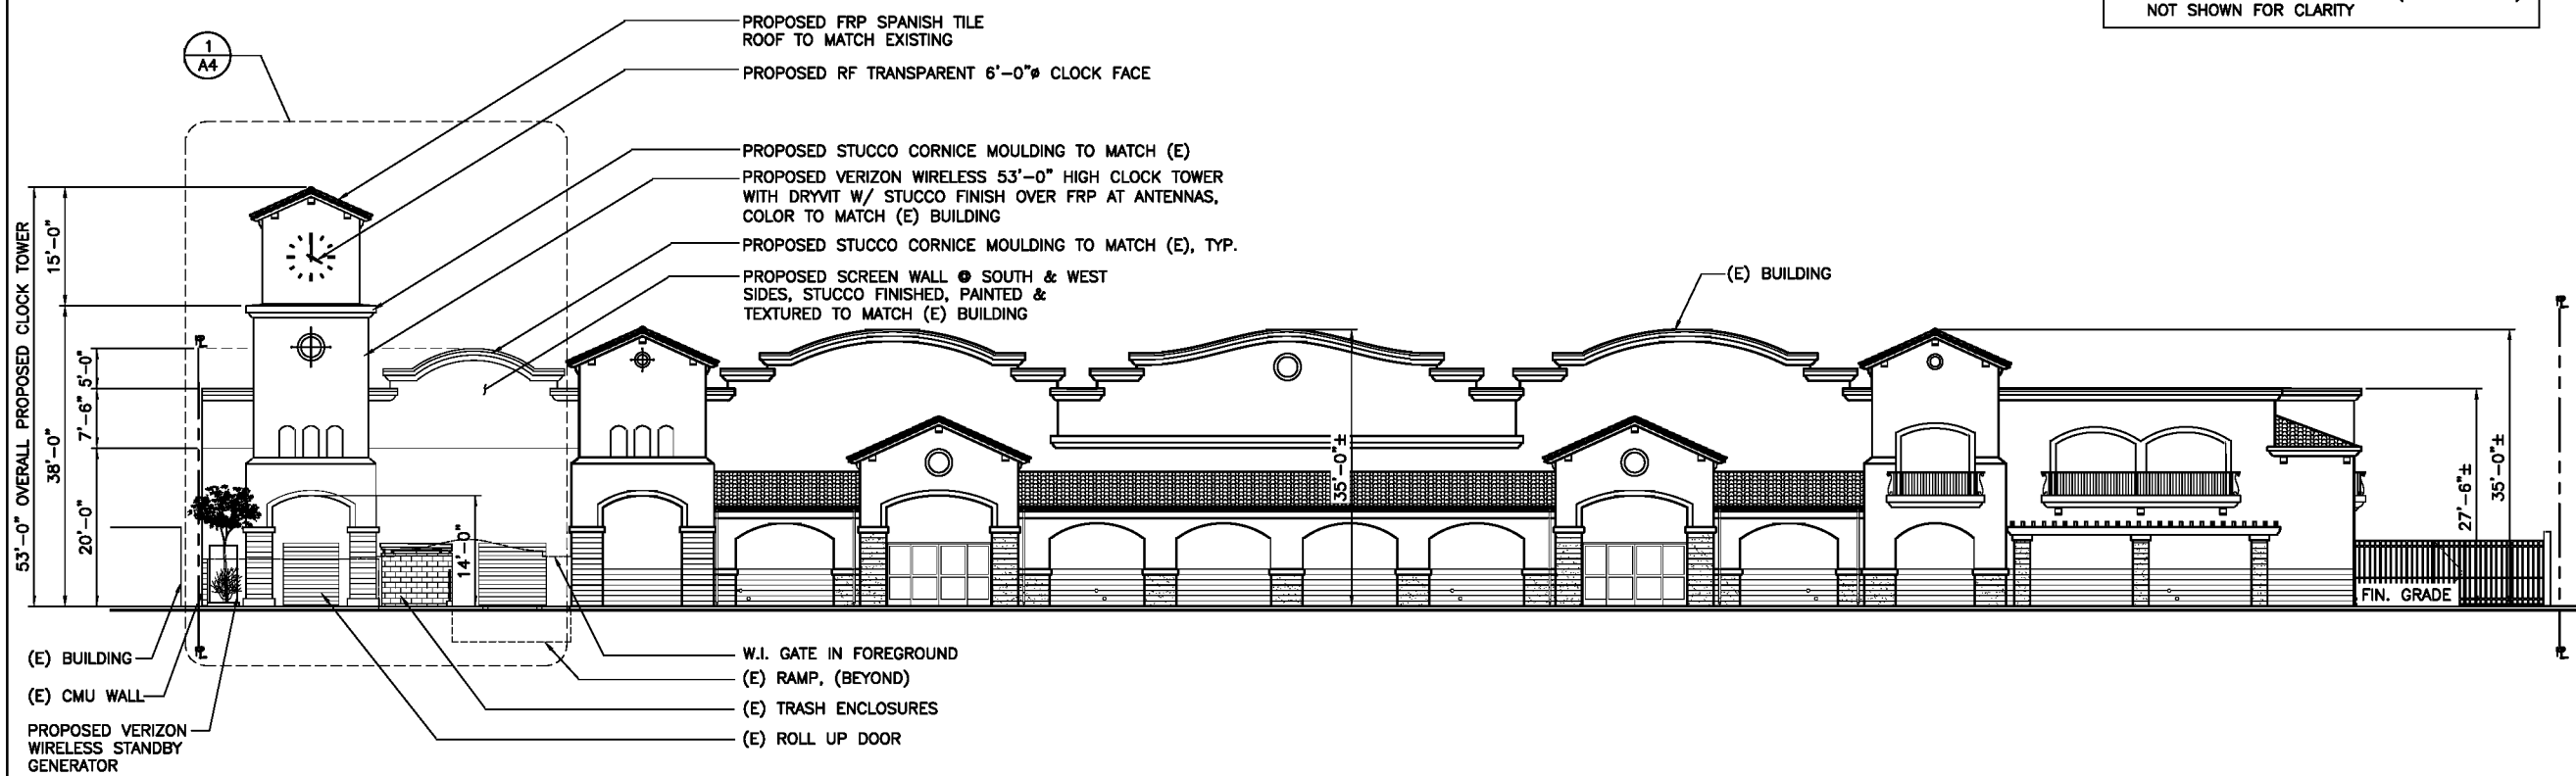 NOT SHOWN FOR CLARITY
1
A4
PROPOSED FRP SPANISH TILE
ROOF TO MATCH EXISTING
PROPOSED RF TRANSPARENT 6'-0"ø CLOCK FACE
PROPOSED STUCCO CORNICE MOULDING TO MATCH (E)
PROPOSED VERIZON WIRELESS 53'-0" HIGH CLOCK TOWER
WITH DRYVIT W/ STUCCO FINISH OVER FRP AT ANTENNAS,
COLOR TO MATCH (E) BUILDING
PROPOSED STUCCO CORNICE MOULDING TO MATCH (E), TYP.
PROPOSED SCREEN WALL @ SOUTH & WEST
SIDES, STUCCO FINISHED, PAINTED &
TEXTURED TO MATCH (E) BUILDING
(E) BUILDING
53'-0" OVERALL PROPOSED CLOCK TOWER
15'-0"
38'-0"
5'-0"
7'-6"
20'-0"
14'-0"
35'-0"±
27'-6"±
35'-0"±
FIN. GRADE
(E) BUILDING
(E) CMU WALL
PROPOSED VERIZON
WIRELESS STANDBY
GENERATOR
W.I. GATE IN FOREGROUND
(E) RAMP, (BEYOND)
(E) TRASH ENCLOSURES
(E) ROLL UP DOOR